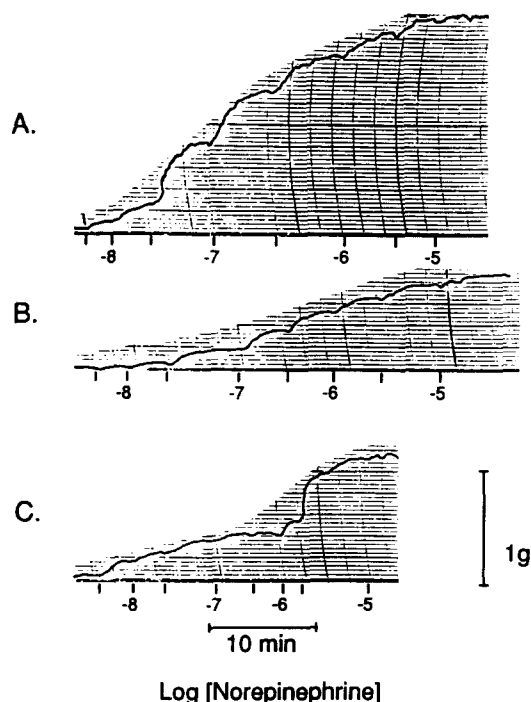 A.
-8 -7 -6 -5
B.
-8 -7 -6 -5
C.
-8 -7 -6 -5
1g
10 min
Log [Norepinephrine]